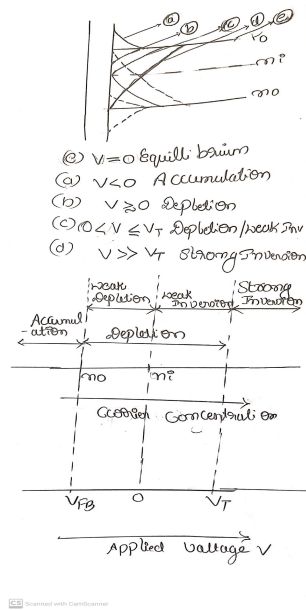 (a)
(b) (c) (d) (e)
Po
ni
no
(e) V=0 Equilli brium
(a) V<0 Accumulation
(b) V≥0 Depletion
(c) 0<V≤VT Depletion/weak Inv
(d) V>>VT Strong Inversion
weak Depletion weak Inversion Strong Inversion
Accumul-ation Depletion
no ni
Carrier Concentration
VFB 0 VT
Applied Voltage V
CS Scanned with CamScanner